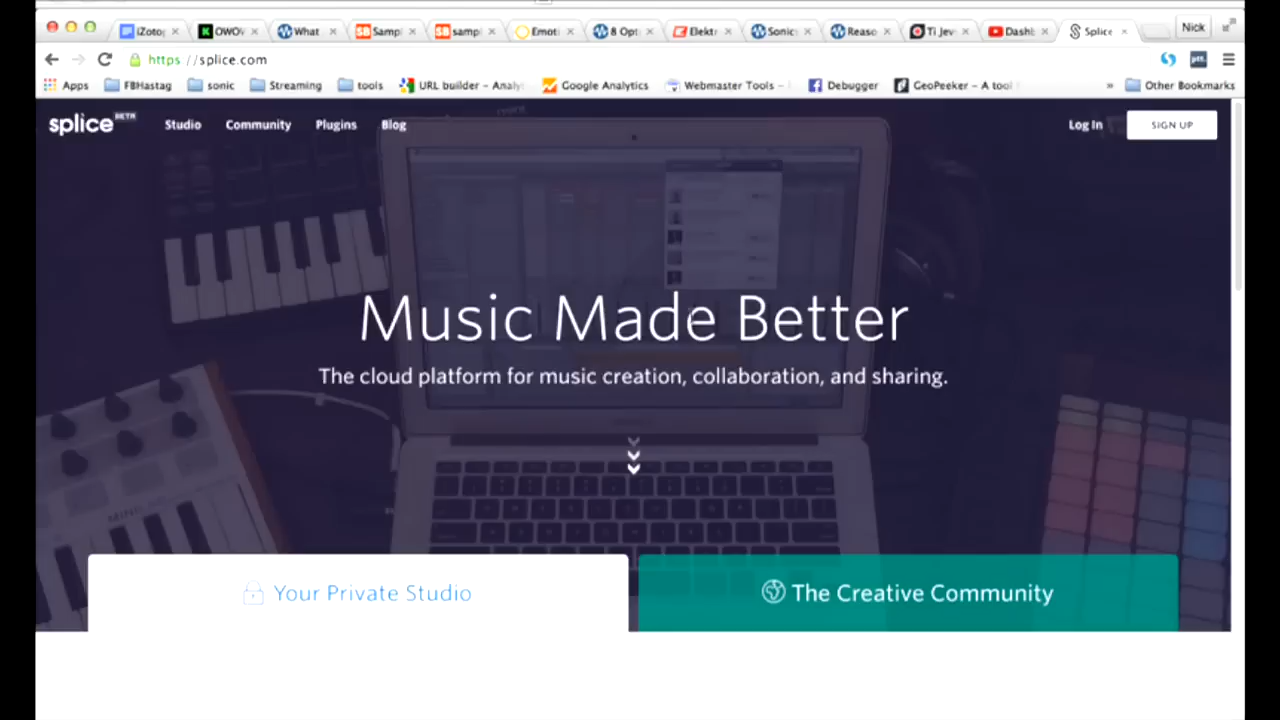 iZotop
OWOW
What
Sampl
sampl
Emoti
8 Opti
Elektr
Sonic
Reaso
Ti Jev
Dashb
Splice
Nick
https://splice.com
Apps
FBHastag
sonic
Streaming
tools
URL builder – Analy
Google Analytics
Webmaster Tools –
Debugger
GeoPeeker – A tool
»
Other Bookmarks
splice BETA
Studio
Community
Plugins
Blog
Log In
SIGN UP
Music Made Better
The cloud platform for music creation, collaboration, and sharing.
Your Private Studio
The Creative Community